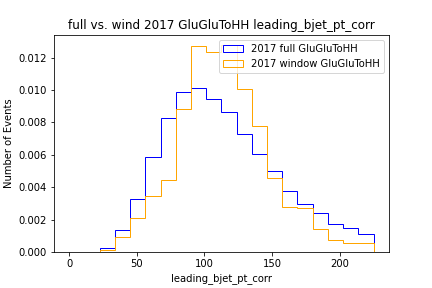 full vs. wind 2017 GluGluToHH leading_bjet_pt_corr
2017 full GluGluToHH
2017 window GluGluToHH
0.012
0.010
0.008
0.006
0.004
0.002
0.000
Number of Events
0 50 100 150 200
leading_bjet_pt_corr